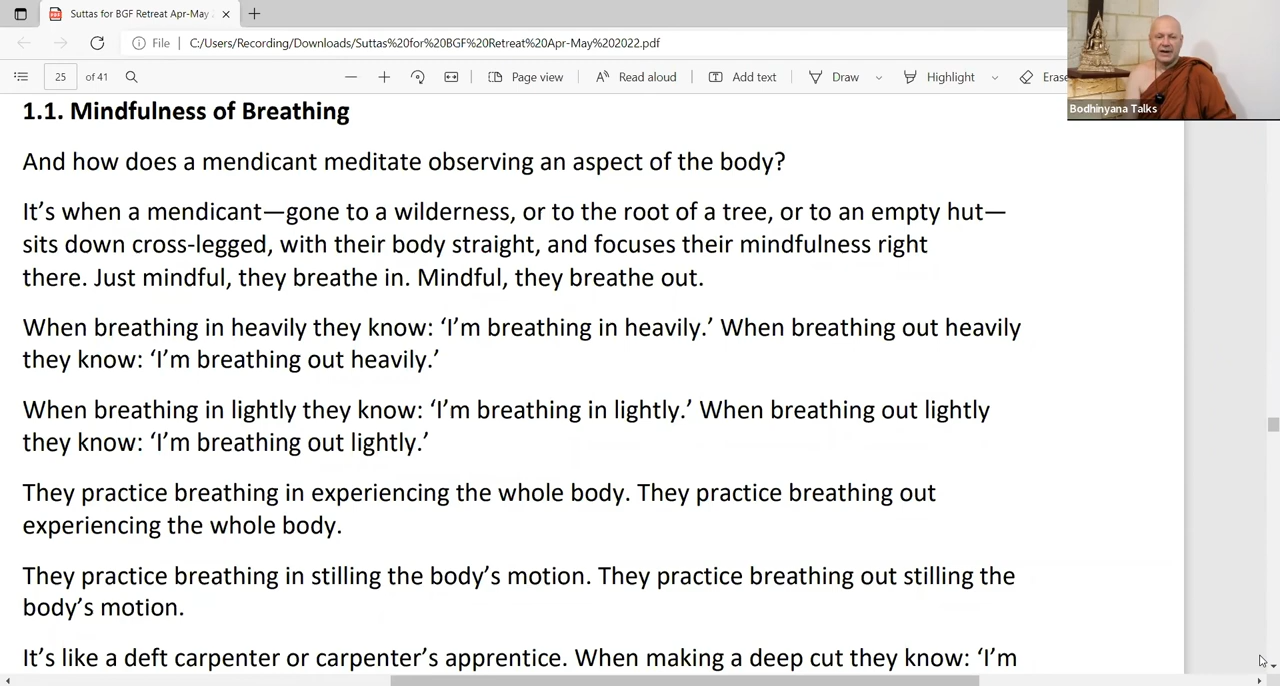 Suttas for BGF Retreat Apr-May
File C:/Users/Recording/Downloads/Suttas%20for%20BGF%20Retreat%20Apr-May%202022.pdf
25 of 41 Page view Read aloud Add text Draw Highlight Eras
Bodhinyana Talks
1.1. Mindfulness of Breathing
And how does a mendicant meditate observing an aspect of the body?
It’s when a mendicant—gone to a wilderness, or to the root of a tree, or to an empty hut—
sits down cross-legged, with their body straight, and focuses their mindfulness right
there. Just mindful, they breathe in. Mindful, they breathe out.
When breathing in heavily they know: ‘I’m breathing in heavily.’ When breathing out heavily
they know: ‘I’m breathing out heavily.’
When breathing in lightly they know: ‘I’m breathing in lightly.’ When breathing out lightly
they know: ‘I’m breathing out lightly.’
They practice breathing in experiencing the whole body. They practice breathing out
experiencing the whole body.
They practice breathing in stilling the body’s motion. They practice breathing out stilling the
body’s motion.
It’s like a deft carpenter or carpenter’s apprentice. When making a deep cut they know: ‘I’m